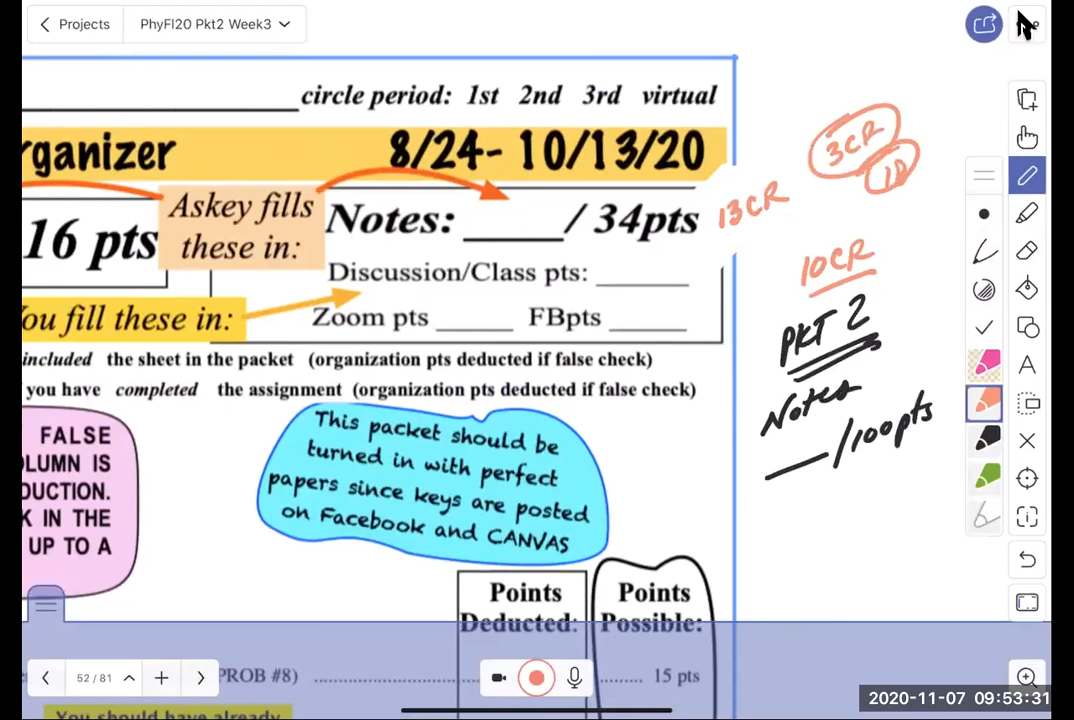 Projects
PhyFl20 Pkt2 Week3
circle period: 1st 2nd 3rd virtual
rganizer 8/24- 10/13/20
3CR
16 pts
Askey fills
these in:
Notes: _____/ 34pts
13CR
Discussion/Class pts:
10CR
ou fill these in:
Zoom pts FBpts
PKT 2
included the sheet in the packet (organization pts deducted if false check)
you have completed the assignment (organization pts deducted if false check)
Notes
___/100pts
FALSE
LUMN IS
DUCTION.
K IN THE
UP TO A
This packet should be
turned in with perfect
papers since keys are posted
on Facebook and CANVAS
Points
Deducted:
Points
Possible:
52 / 81
PROB #8) 15 pts
You should have already
A
2020-11-07 09:53:31